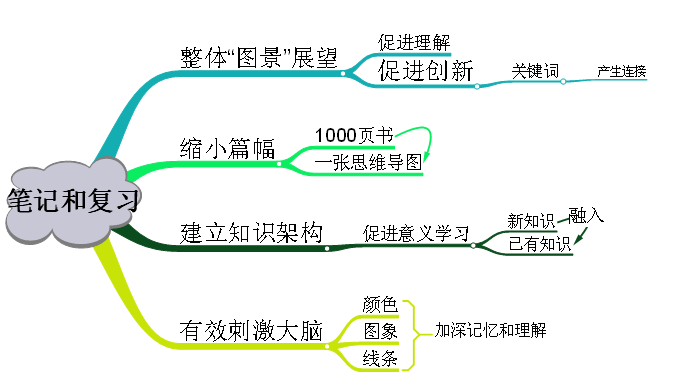 笔记和复习
整体“图景”展望
促进理解
促进创新
关键词
产生连接
缩小篇幅
1000页书
一张思维导图
建立知识架构
促进意义学习
新知识
融入
已有知识
有效刺激大脑
颜色
图象
线条
加深记忆和理解